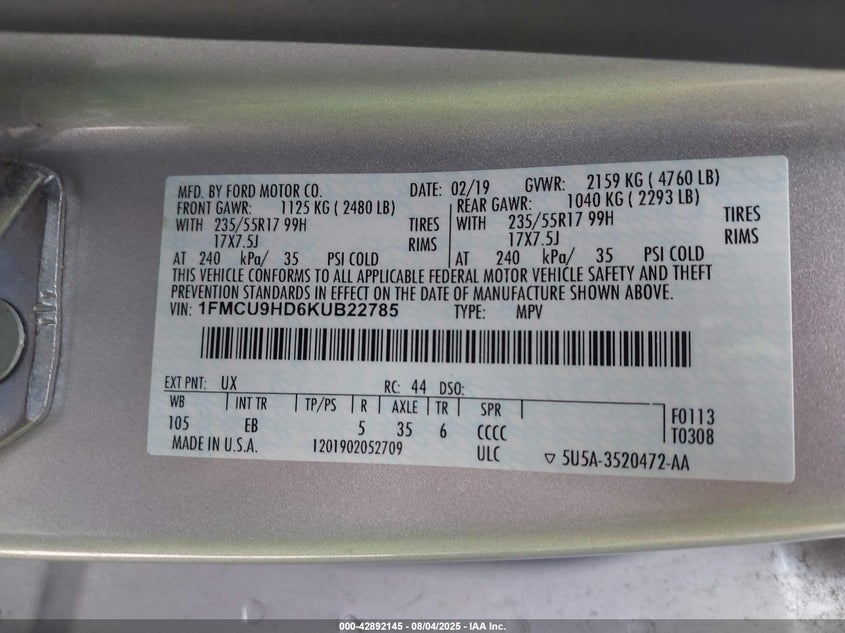 MFD. BY FORD MOTOR CO. DATE: 02/19 GVWR: 2159 KG ( 4760 LB)
FRONT GAWR: 1125 KG ( 2480 LB) REAR GAWR: 1040 KG ( 2293 LB)
WITH 235/55R17 99H TIRES WITH 235/55R17 99H TIRES
17X7.5J RIMS 17X7.5J RIMS
AT 240 kPa/ 35 PSI COLD AT 240 kPa/ 35 PSI COLD
THIS VEHICLE CONFORMS TO ALL APPLICABLE FEDERAL MOTOR VEHICLE SAFETY AND THEFT
PREVENTION STANDARDS IN EFFECT ON THE DATE OF MANUFACTURE SHOWN ABOVE.
VIN: 1FMCU9HD6KUB22785 TYPE: MPV
EXT PNT: UX RC: 44 DSO:
WB INT TR TP/PS R AXLE TR SPR F0113
105 EB 5 35 6 CCCC T0308
MADE IN U.S.A. 1201902052709 ULC ▽ 5U5A-3520472-AA
000-42892145 - 08/04/2025 - IAA Inc.